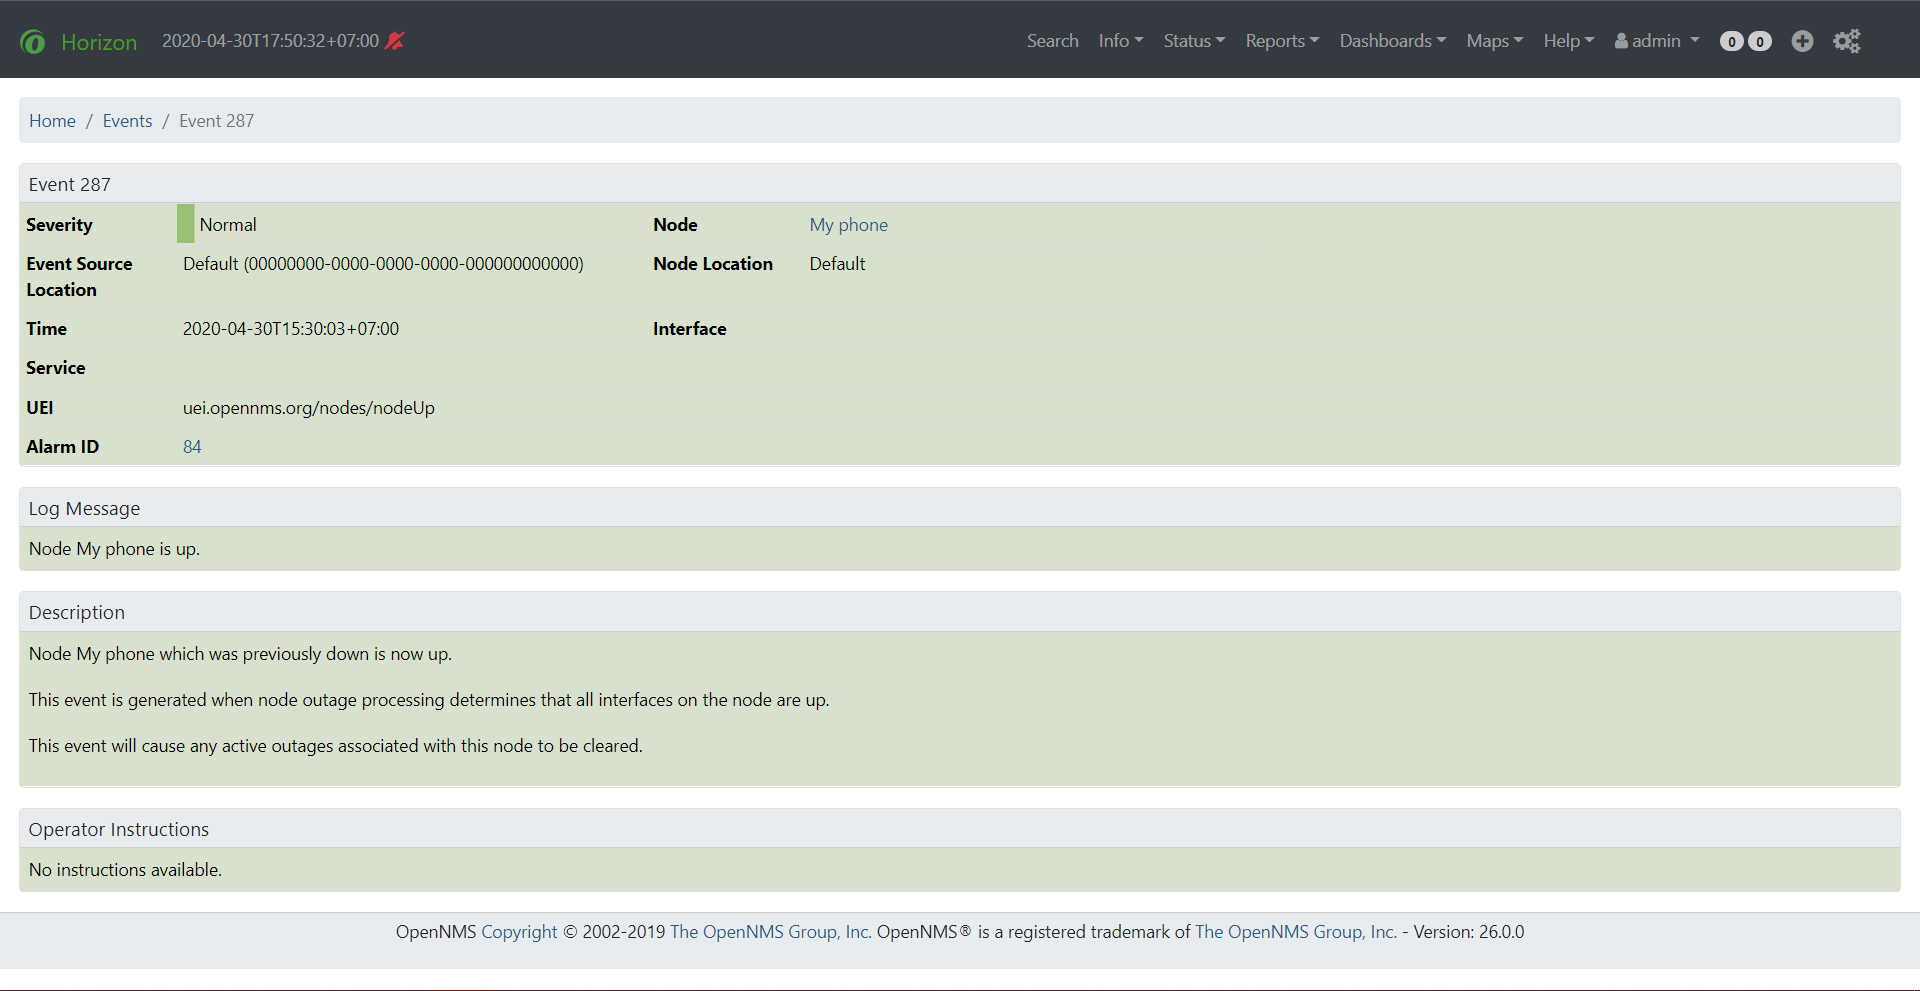 Horizon 2020-04-30T17:50:32+07:00 Search Info Status Reports Dashboards Maps Help admin 0 0
Home / Events / Event 287
Event 287
Severity Normal Node My phone
Event Source Location Default (00000000-0000-0000-0000-000000000000) Node Location Default
Time 2020-04-30T15:30:03+07:00 Interface
Service
UEI uei.opennms.org/nodes/nodeUp
Alarm ID 84
Log Message
Node My phone is up.
Description
Node My phone which was previously down is now up.
This event is generated when node outage processing determines that all interfaces on the node are up.
This event will cause any active outages associated with this node to be cleared.
Operator Instructions
No instructions available.
OpenNMS Copyright © 2002-2019 The OpenNMS Group, Inc. OpenNMS® is a registered trademark of The OpenNMS Group, Inc. - Version: 26.0.0